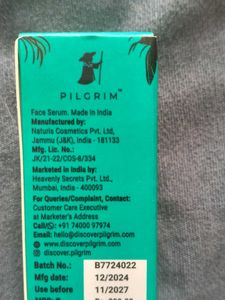 PILGRIM™
Face Serum. Made in India
Manufactured by:
Naturis Cosmetics Pvt. Ltd,
Jammu (J&K), India - 181133
Mfg. Lic. No.:
JK/21-22/COS-6/334
Marketed in India by:
Heavenly Secrets Pvt. Ltd.,
Mumbai, India - 400093
For Queries/Complaint, Contact:
Customer Care Executive
at Marketer's Address
Call/: +91 74000 97974
Email: hello@discoverpilgrim.com
www.discoverpilgrim.com
discover.pilgrim
Batch No.: B7724022
Mfg date: 12/2024
Use before 11/2027